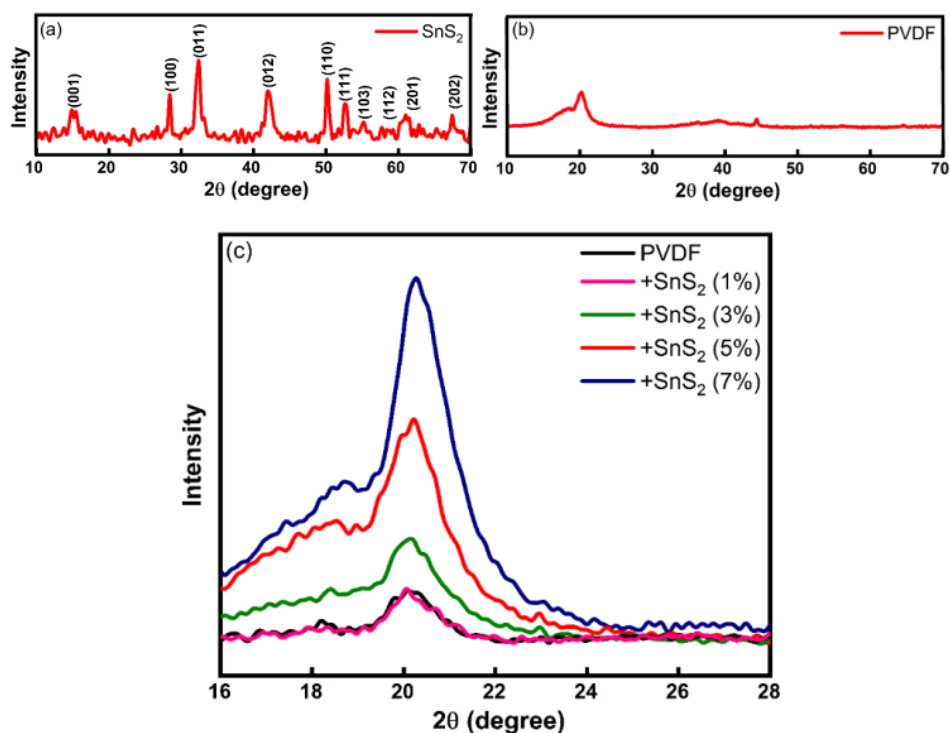 (a)
SnS₂
Intensity
(001)
(100)
(011)
(012)
(110)
(111)
(103)
(112)
(201)
(202)
10 20 30 40 50 60 70
2θ (degree)
(b)
PVDF
Intensity
10 20 30 40 50 60 70
2θ (degree)
(c)
PVDF
+SnS₂ (1%)
+SnS₂ (3%)
+SnS₂ (5%)
+SnS₂ (7%)
Intensity
16 18 20 22 24 26 28
2θ (degree)